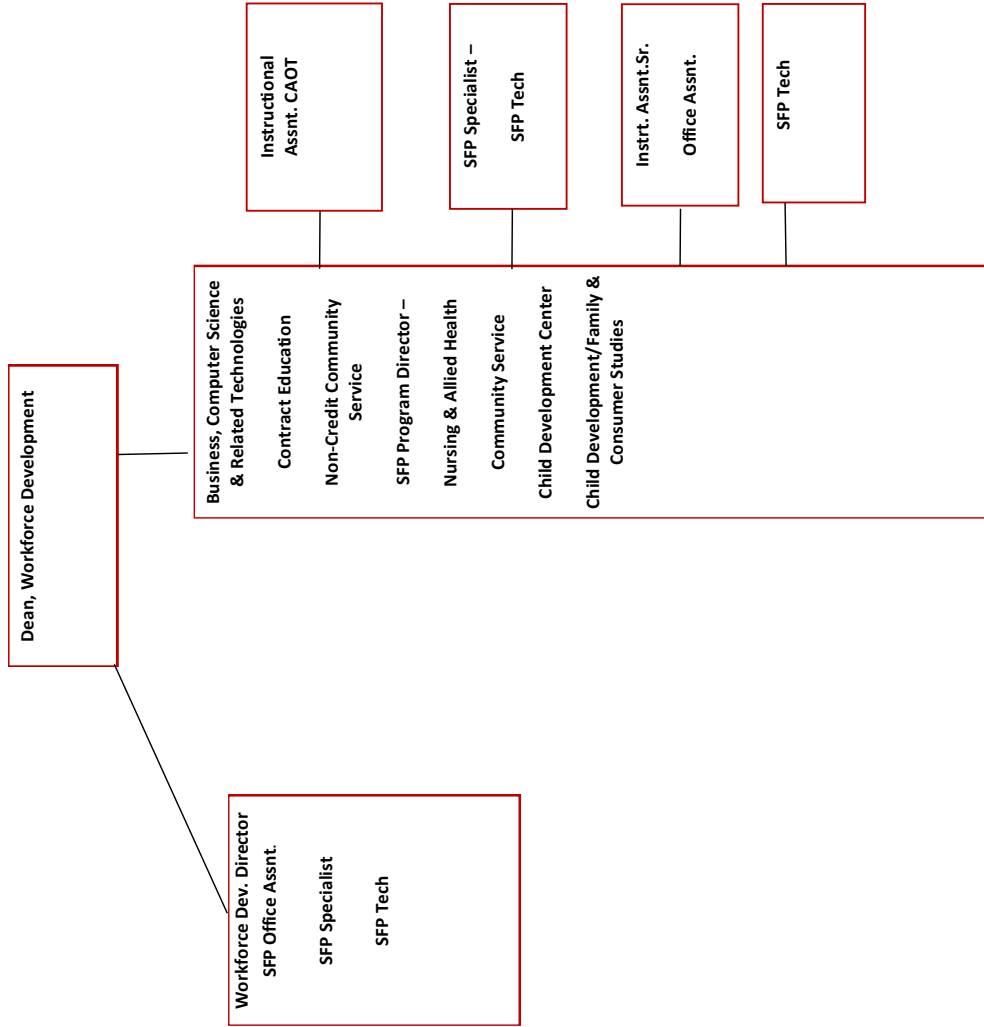 Dean, Workforce Development
Workforce Dev. Director
SFP Office Assnt.
SFP Specialist
SFP Tech
Business, Computer Science
& Related Technologies
Contract Education
Non-Credit Community
Service
SFP Program Director –
Nursing & Allied Health
Community Service
Child Development Center
Child Development/Family &
Consumer Studies
Instructional
Assnt. CAOT
SFP Specialist –
SFP Tech
Instrt. Assnt.Sr.
Office Assnt.
SFP Tech